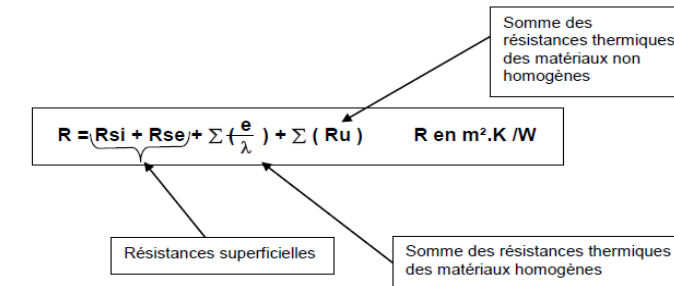 Somme des
résistances thermiques
des matériaux non
homogènes
R = Rsi + Rse + Σ ( e / λ ) + Σ ( Ru ) R en m².K /W
Résistances superficielles
Somme des résistances thermiques
des matériaux homogènes